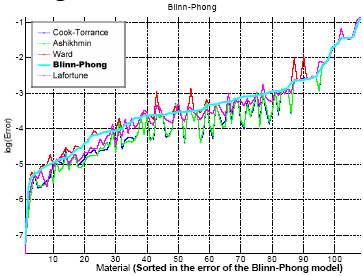 Blinn-Phong
Cook-Torrance
Ashikhmin
Ward
Blinn-Phong
Lafortune
log(Error)
-1
-2
-3
-4
-5
-6
-7
10 20 30 40 50 60 70 80 90 100
Material (Sorted in the error of the Blinn-Phong model)